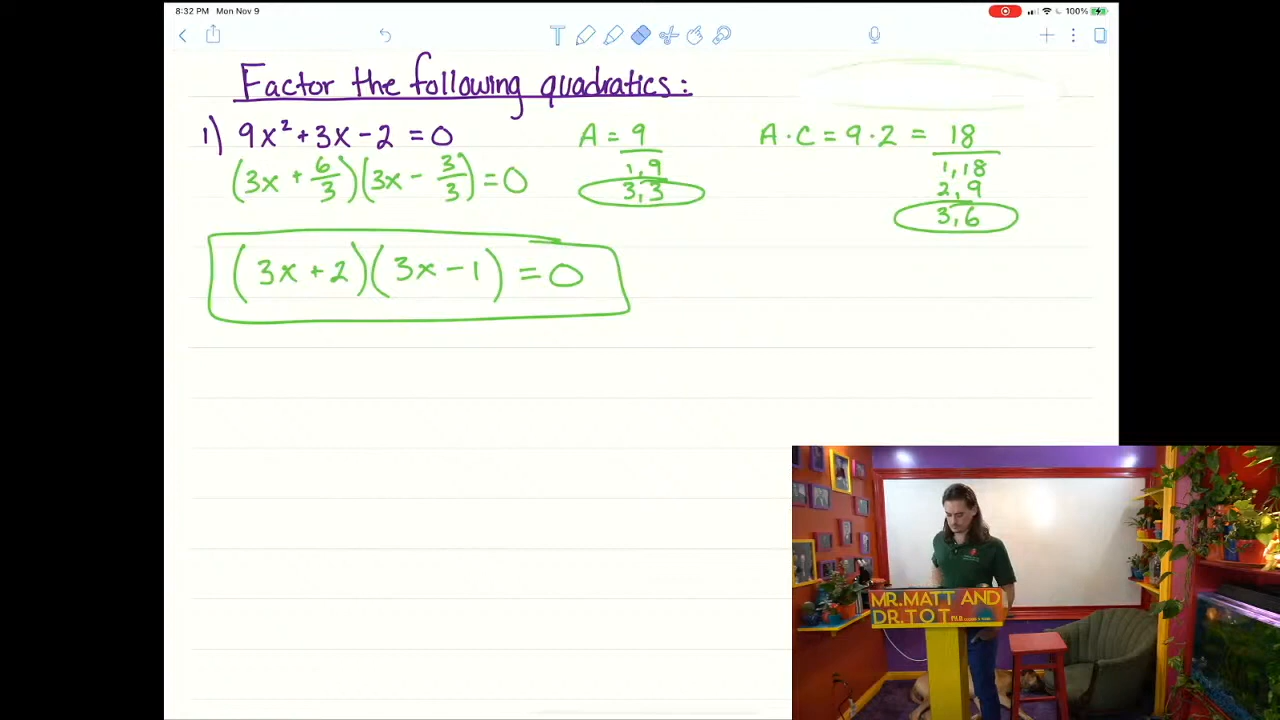 8:32 PM Mon Nov 9
100%
Factor the following quadratics:
1) 9x² + 3x - 2 = 0
A = 9
1, 9
3, 3
A · C = 9 · 2 = 18
1, 18
2, 9
3, 6
(3x + 6/3)(3x - 3/3) = 0
(3x + 2)(3x - 1) = 0
MR.MATT AND
DR.TOT